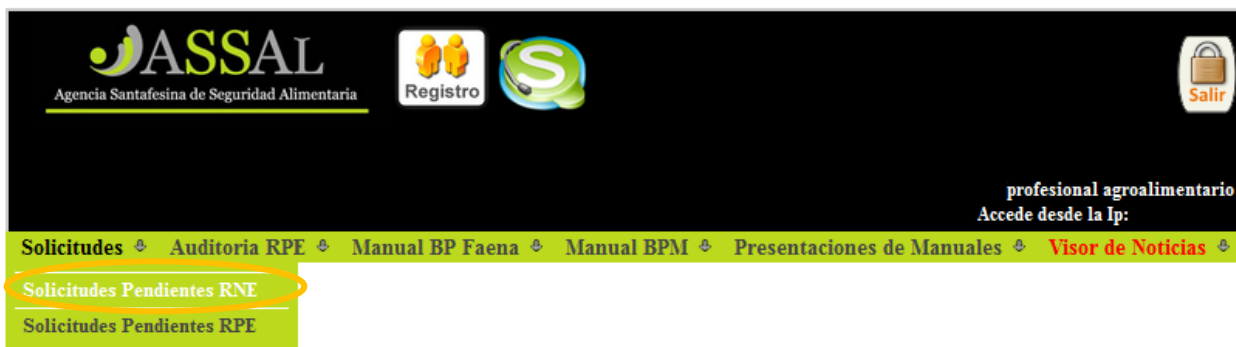 ASSAL
Agencia Santafesina de Seguridad Alimentaria
Registro
S
Salir
profesional agroalimentario
Accede desde la Ip:
Solicitudes Auditoria RPE Manual BP Faena Manual BPM Presentaciones de Manuales Visor de Noticias
Solicitudes Pendientes RNE
Solicitudes Pendientes RPE